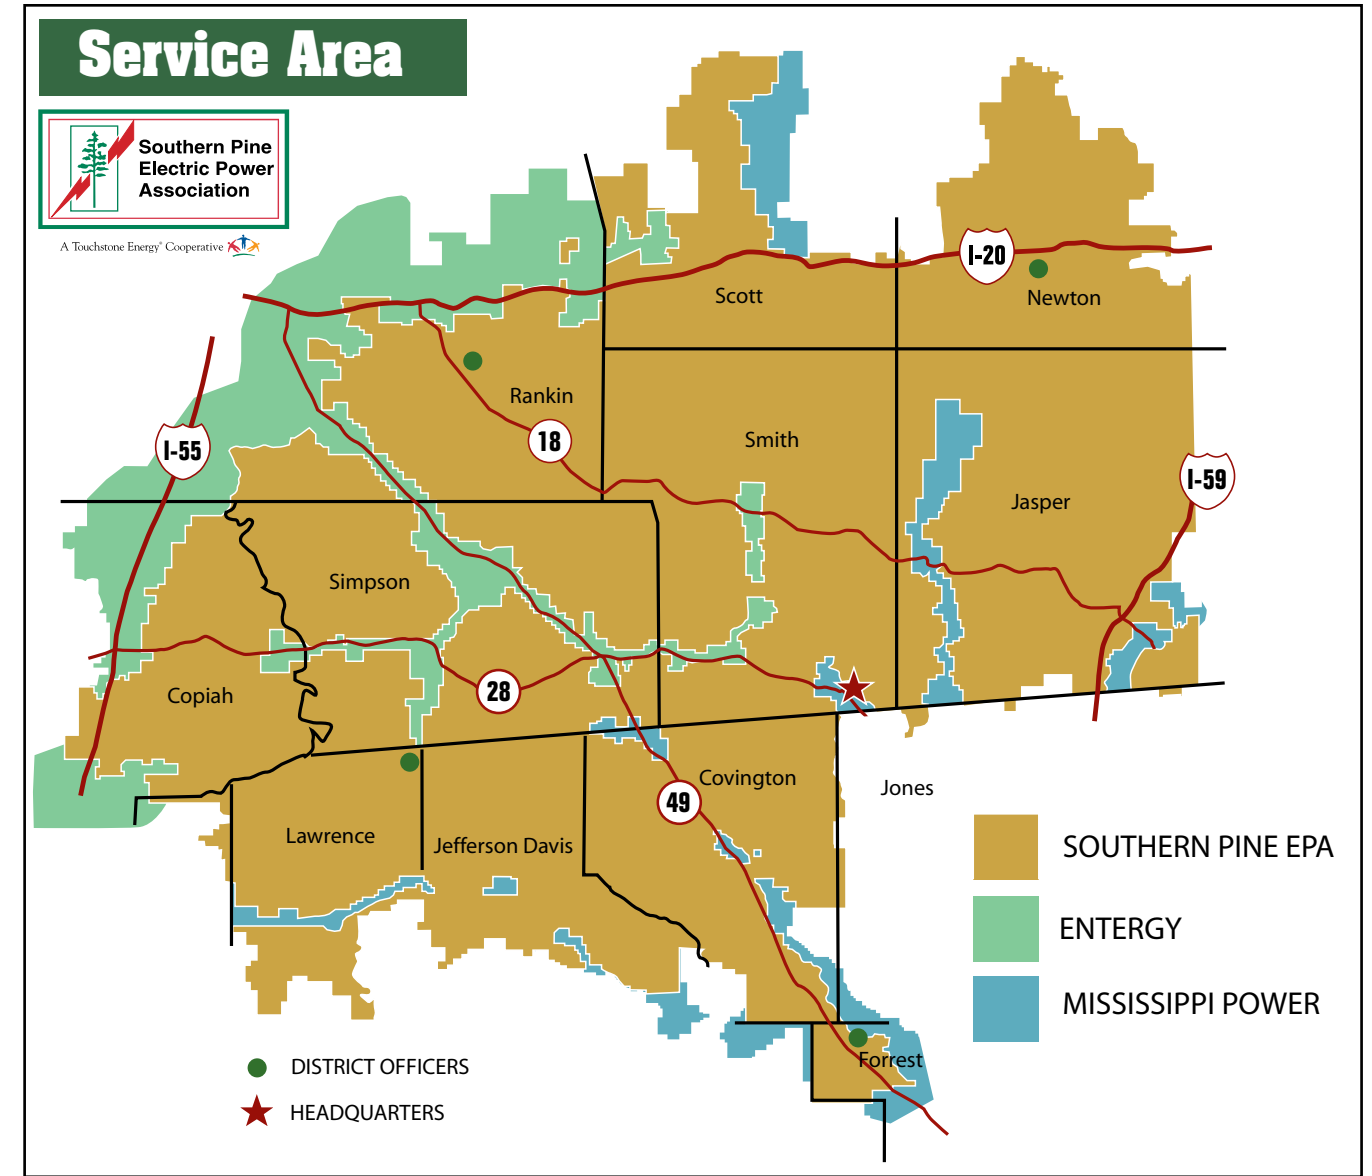 Service Area
Southern Pine
Electric Power
Association
A Touchstone Energy® Cooperative
I-20
Scott
Newton
Rankin
18
Smith
I-55
I-59
Jasper
Simpson
28
Copiah
Covington
Jones
49
Lawrence
Jefferson Davis
SOUTHERN PINE EPA
ENTERGY
MISSISSIPPI POWER
Forrest
DISTRICT OFFICERS
HEADQUARTERS